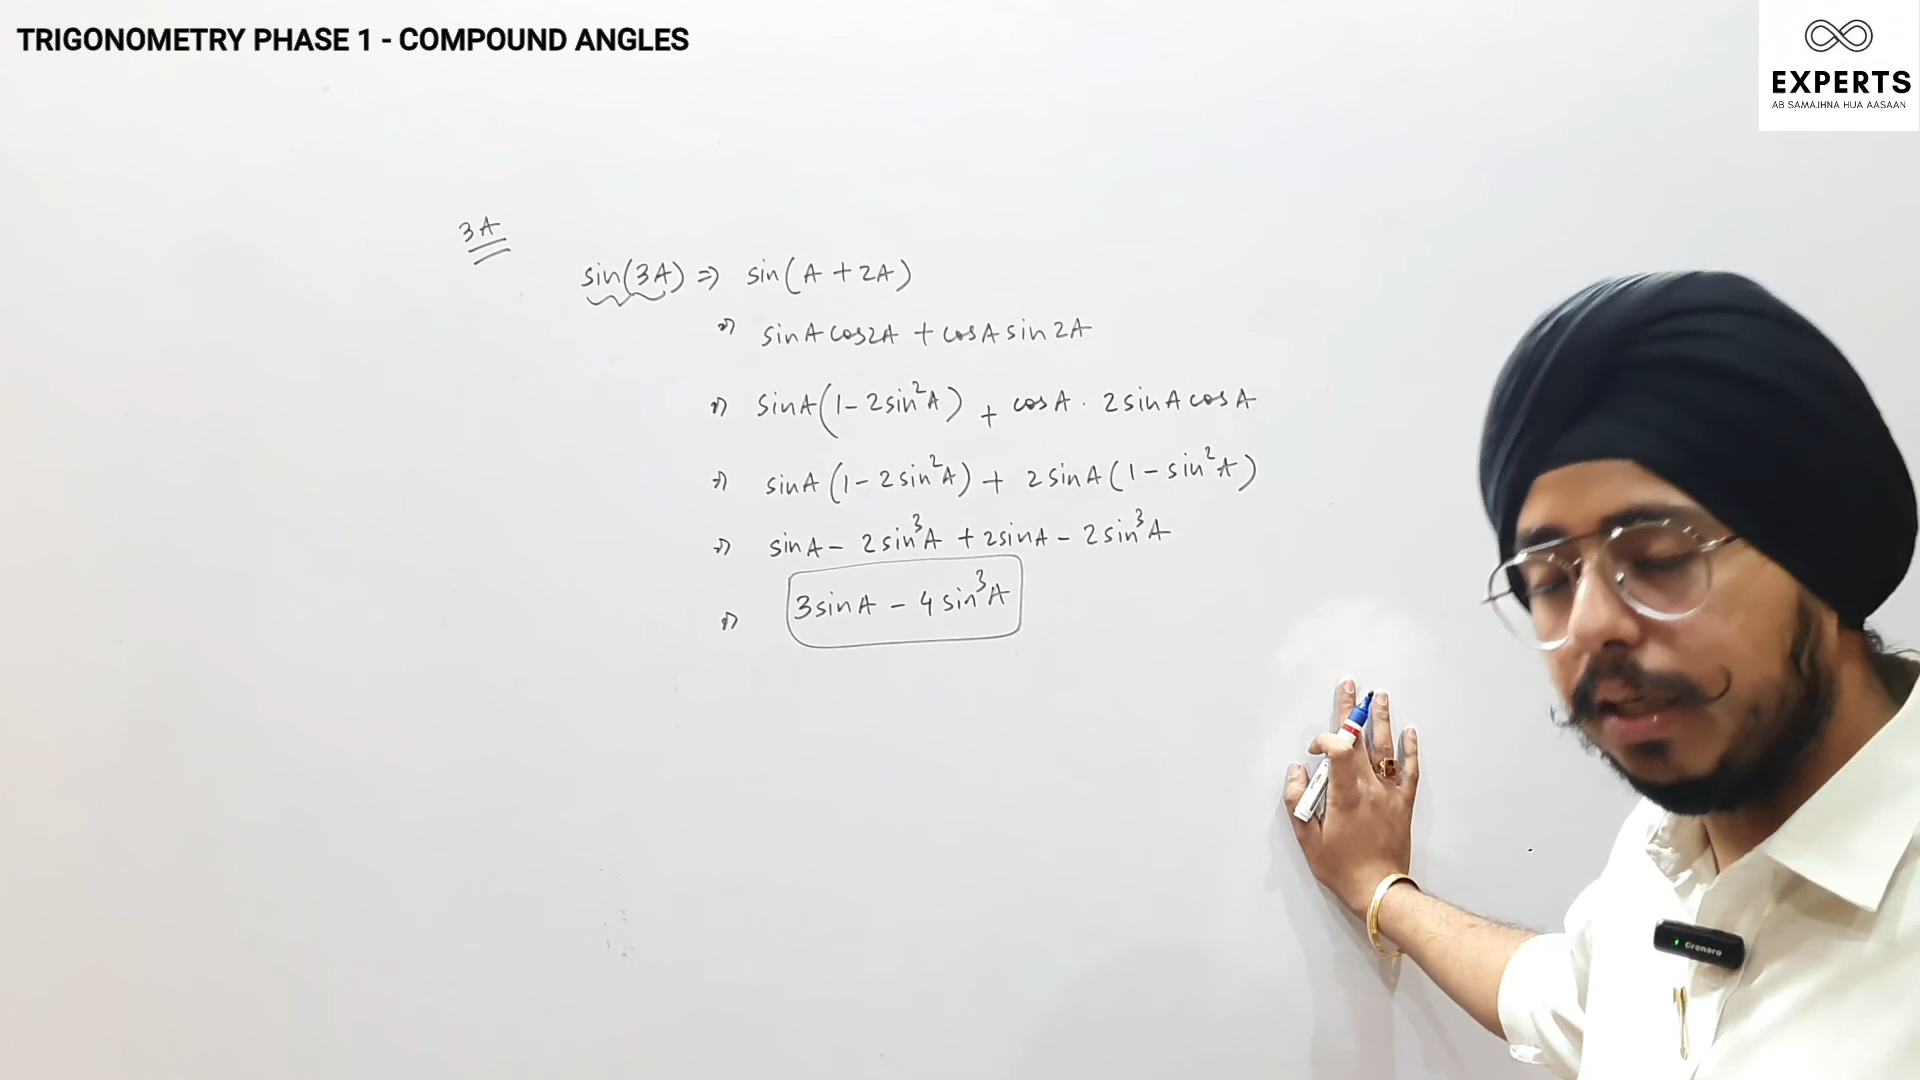 TRIGONOMETRY PHASE 1 - COMPOUND ANGLES
EXPERTS
AB SAMAJHNA HUA AASAAN
3A
sin(3A) ⇒ sin(A + 2A)
⇒ sinA cos2A + cosA sin2A
⇒ sinA(1 - 2sin²A) + cosA · 2sinA cosA
⇒ sinA(1 - 2sin²A) + 2sinA(1 - sin²A)
⇒ sinA - 2sin³A + 2sinA - 2sin³A
⇒ 3sinA - 4sin³A
Grenaro